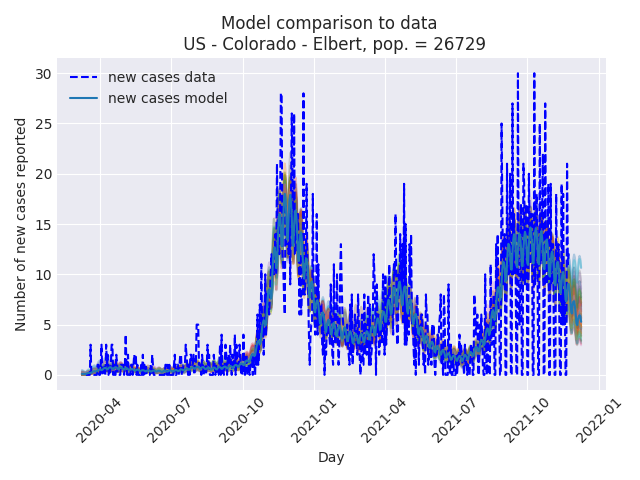 Model comparison to data
US - Colorado - Elbert, pop. = 26729
new cases data
new cases model
Number of new cases reported
30
25
20
15
10
5
0
2020-04
2020-07
2020-10
2021-01
2021-04
2021-07
2021-10
2022-01
Day